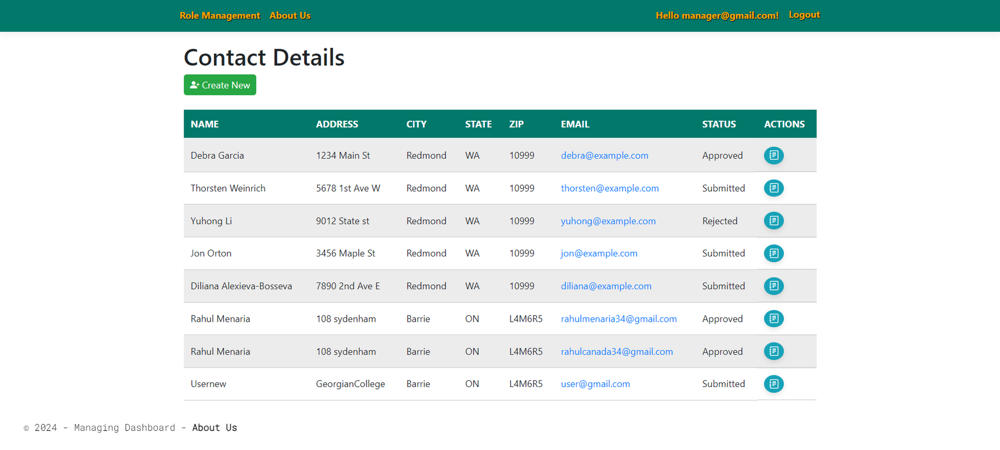 Role Management About Us Hello manager@gmail.com! Logout
Contact Details
Create New
NAME ADDRESS CITY STATE ZIP EMAIL STATUS ACTIONS
Debra Garcia 1234 Main St Redmond WA 10999 debra@example.com Approved
Thorsten Weinrich 5678 1st Ave W Redmond WA 10999 thorsten@example.com Submitted
Yuhong Li 9012 State st Redmond WA 10999 yuhong@example.com Rejected
Jon Orton 3456 Maple St Redmond WA 10999 jon@example.com Submitted
Diliana Alexieva-Bosseva 7890 2nd Ave E Redmond WA 10999 diliana@example.com Submitted
Rahul Menaria 108 sydenham Barrie ON L4M6R5 rahulmenaria34@gmail.com Approved
Rahul Menaria 108 sydenham Barrie ON L4M6R5 rahulcanada34@gmail.com Approved
Usernew GeorgianCollege Barrie ON L4M6R5 user@gmail.com Submitted
© 2024 - Managing Dashboard - About Us